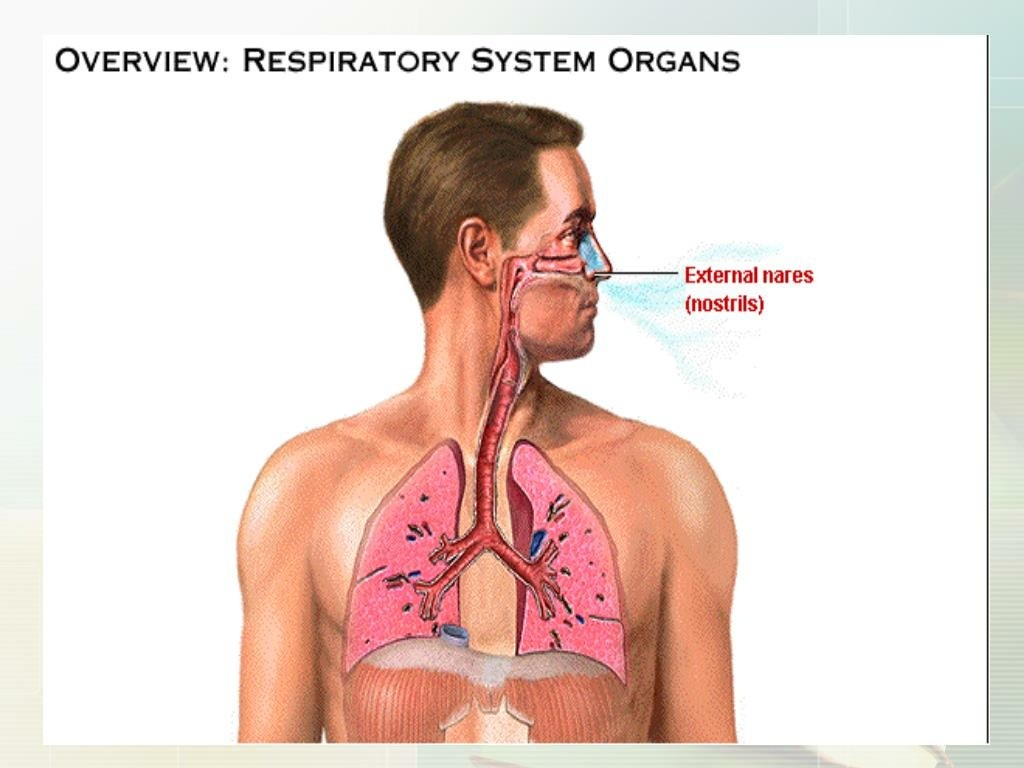 OVERVIEW: RESPIRATORY SYSTEM ORGANS
External nares
(nostrils)